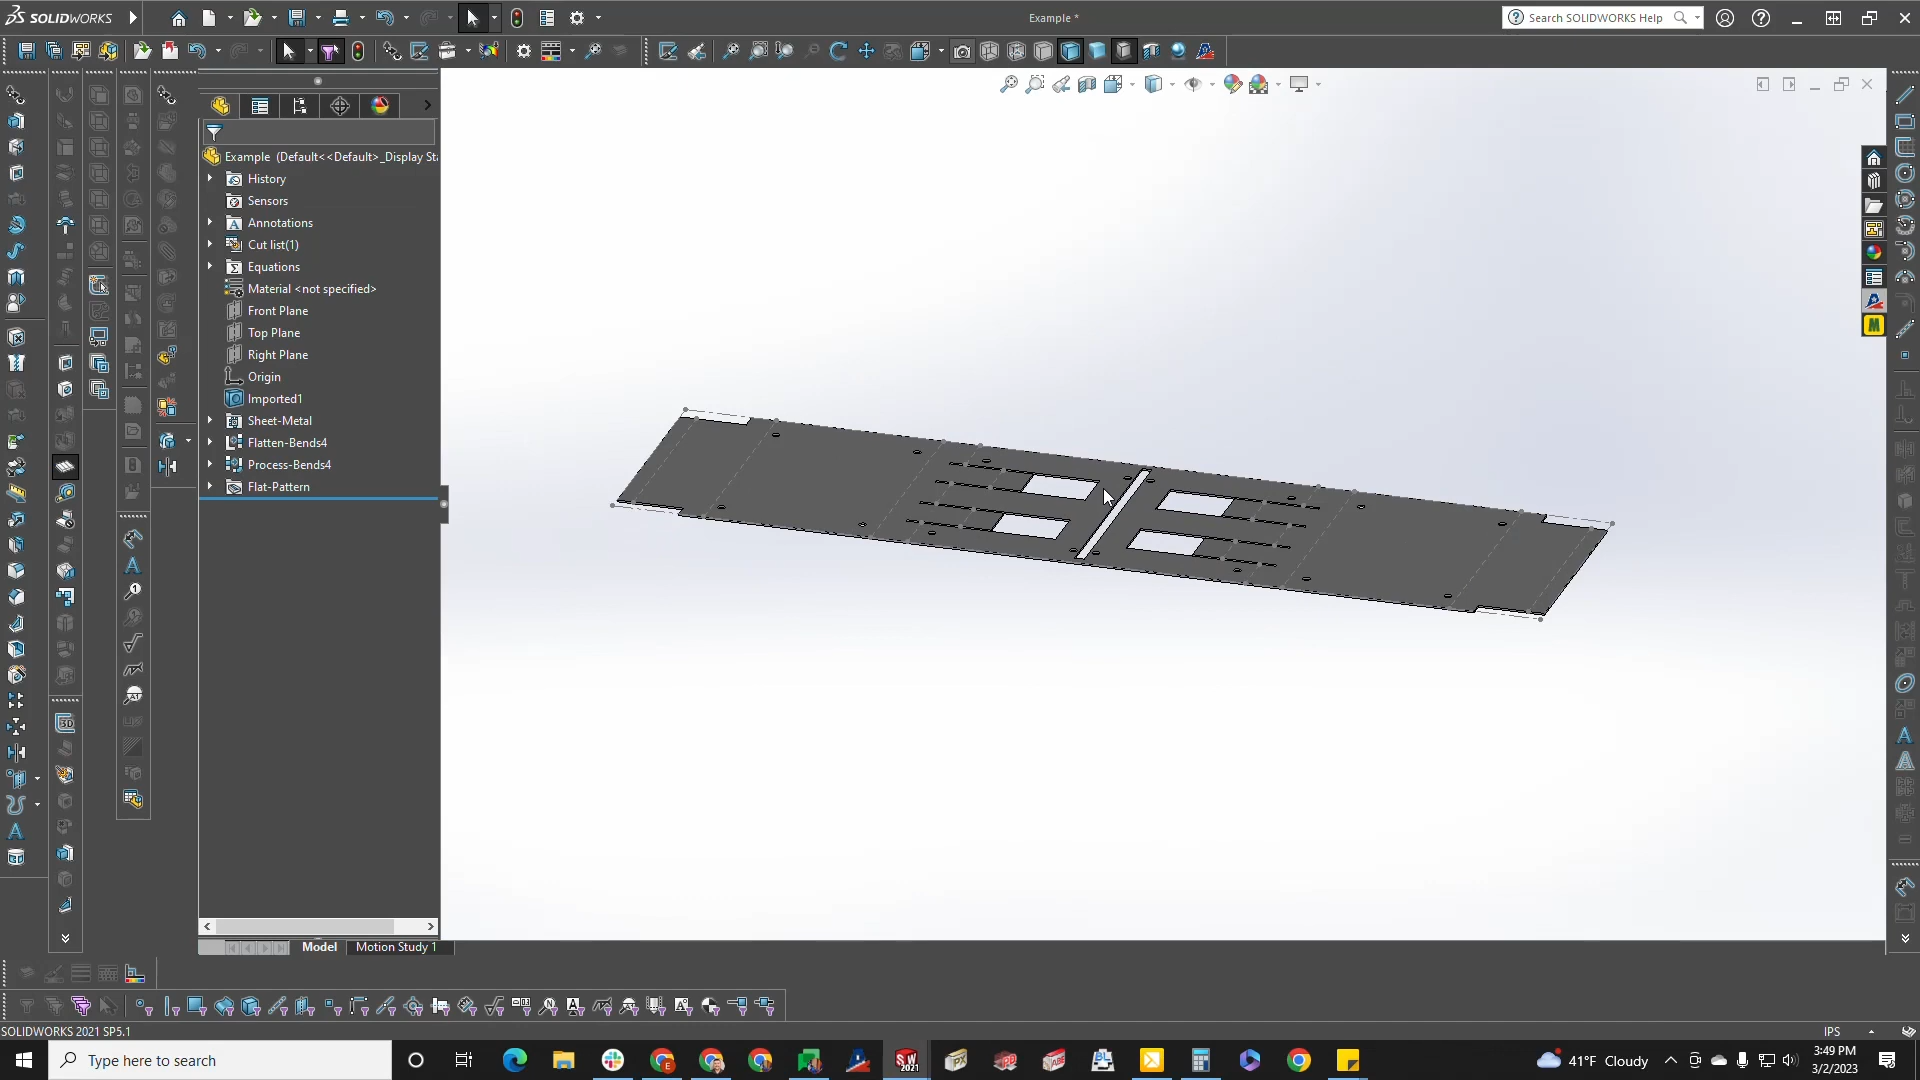 SOLIDWORKS
Example *
Search SOLIDWORKS Help
Example (Default<<Default>_Display St
History
Sensors
Annotations
Cut list(1)
Equations
Material <not specified>
Front Plane
Top Plane
Right Plane
Origin
Imported1
Sheet-Metal
Flatten-Bends4
Process-Bends4
Flat-Pattern
Model
Motion Study 1
SOLIDWORKS 2021 SP5.1
IPS
Type here to search
41°F Cloudy
3:49 PM
3/2/2023